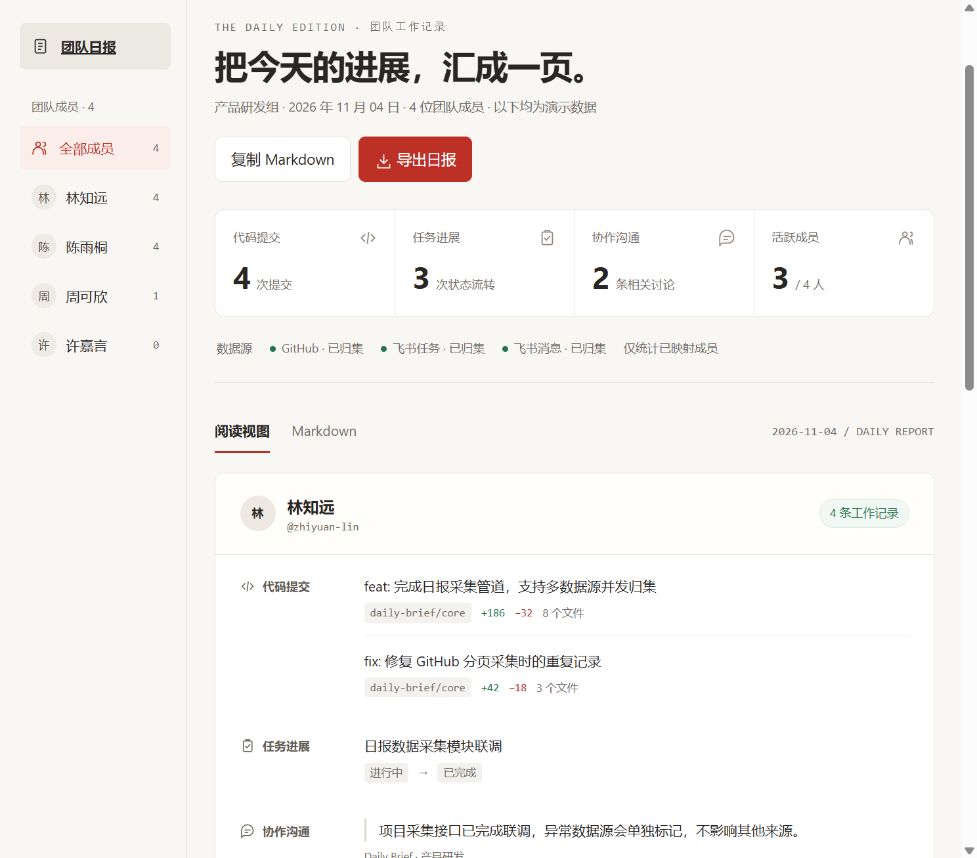 团队日报
团队成员 · 4
全部成员 4
林 林知远 4
陈 陈雨桐 4
周 周可欣 1
许 许嘉言 0
THE DAILY EDITION · 团队工作记录
把今天的进展，汇成一页。
产品研发组 · 2026 年 11 月 04 日 · 4 位团队成员 · 以下均为演示数据
复制 Markdown 导出日报
代码提交 任务进展 协作沟通 活跃成员
4 次提交 3 次状态流转 2 条相关讨论 3 / 4 人
数据源 GitHub · 已归集 飞书任务 · 已归集 飞书消息 · 已归集 仅统计已映射成员
阅读视图 Markdown 2026-11-04 / DAILY REPORT
林 林知远 4 条工作记录
@zhiyuan-lin
代码提交 feat: 完成日报采集管道，支持多数据源并发归集
daily-brief/core +186 −32 8 个文件
fix: 修复 GitHub 分页采集时的重复记录
daily-brief/core +42 −18 3 个文件
任务进展 日报数据采集模块联调
进行中 → 已完成
协作沟通 项目采集接口已完成联调，异常数据源会单独标记，不影响其他来源。
Daily Brief · 产品研发